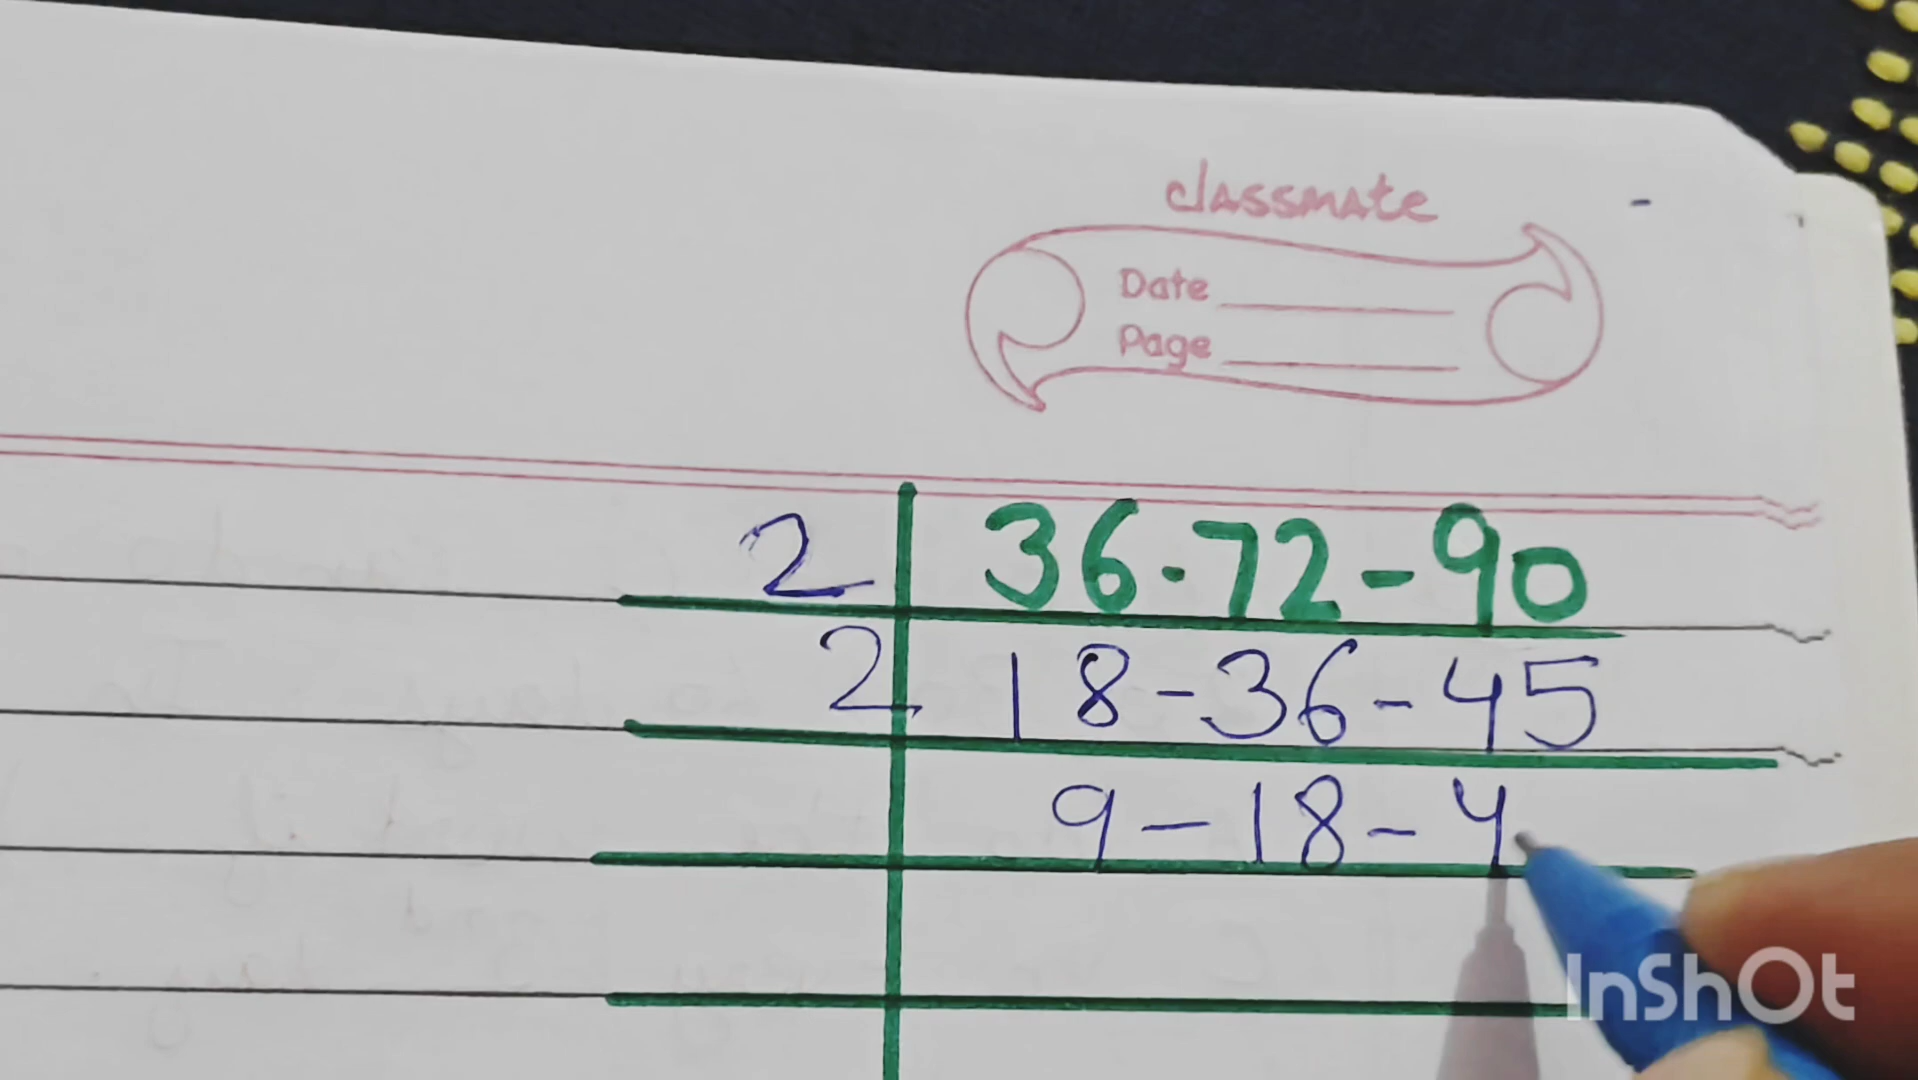 classmate
Date
Page
2 36-72-90
2 18-36-45
9-18-4
InShOt